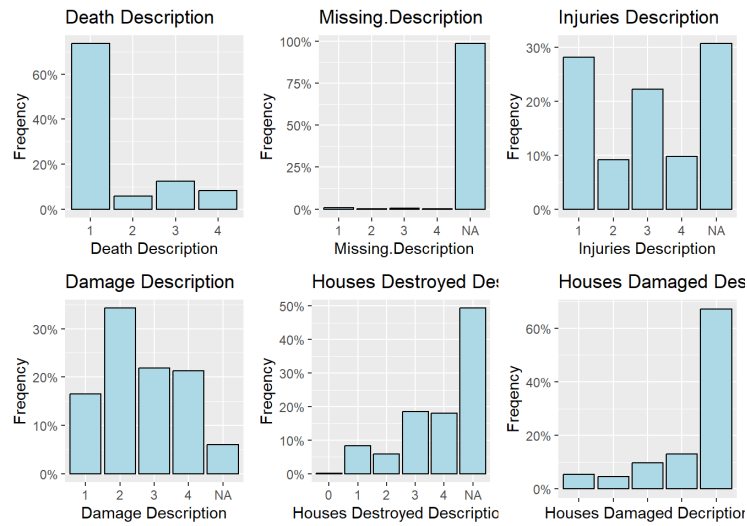 Death Description
Freqency
60%
40%
20%
0%
1 2 3 4
Death Description
Missing.Description
Freqency
100%
75%
50%
25%
0%
1 2 3 4 NA
Missing.Description
Injuries Description
Freqency
30%
20%
10%
0%
1 2 3 4 NA
Injuries Description
Damage Description
Freqency
30%
20%
10%
0%
1 2 3 4 NA
Damage Description
Houses Destroyed Des
Freqency
50%
40%
30%
20%
10%
0%
0 1 2 3 4 NA
Houses Destroyed Descriptio
Houses Damaged Des
Freqency
60%
40%
20%
0%
Houses Damaged Decription